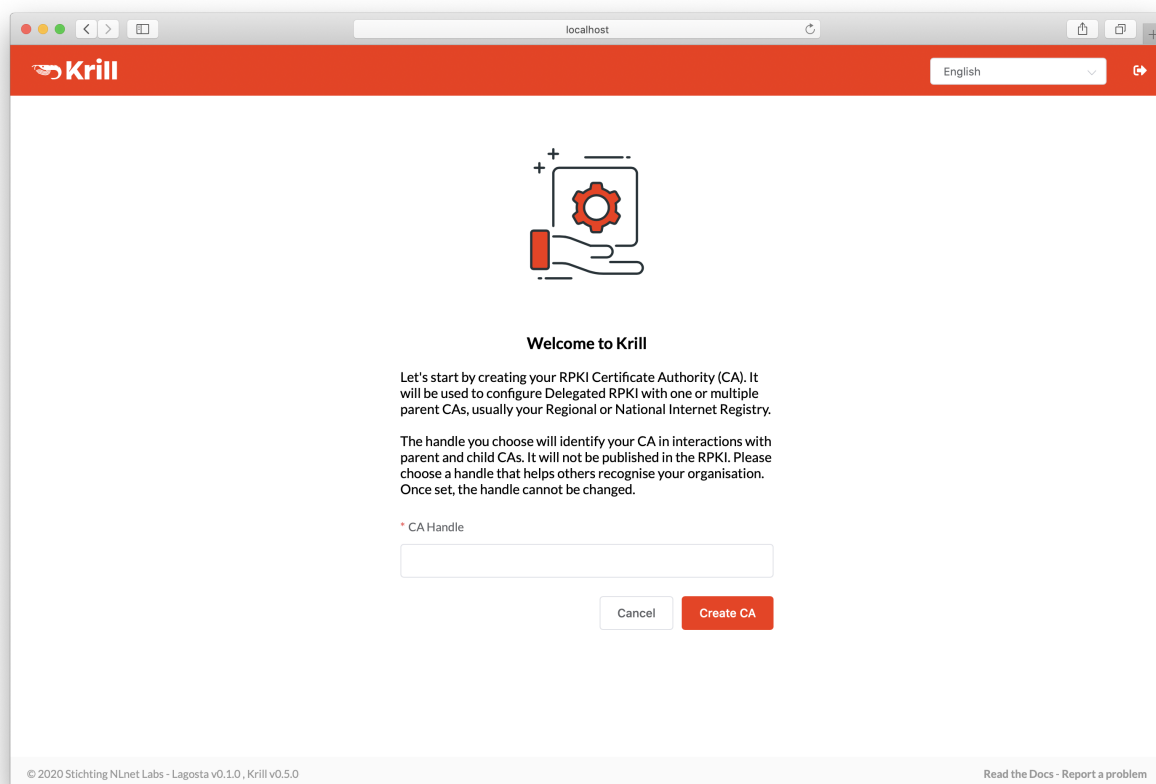 localhost
Krill
English
Welcome to Krill
Let's start by creating your RPKI Certificate Authority (CA). It
will be used to configure Delegated RPKI with one or multiple
parent CAs, usually your Regional or National Internet Registry.
The handle you choose will identify your CA in interactions with
parent and child CAs. It will not be published in the RPKI. Please
choose a handle that helps others recognise your organisation.
Once set, the handle cannot be changed.
* CA Handle
Cancel
Create CA
© 2020 Stichting NLnet Labs - Lagosta v0.1.0 , Krill v0.5.0
Read the Docs - Report a problem